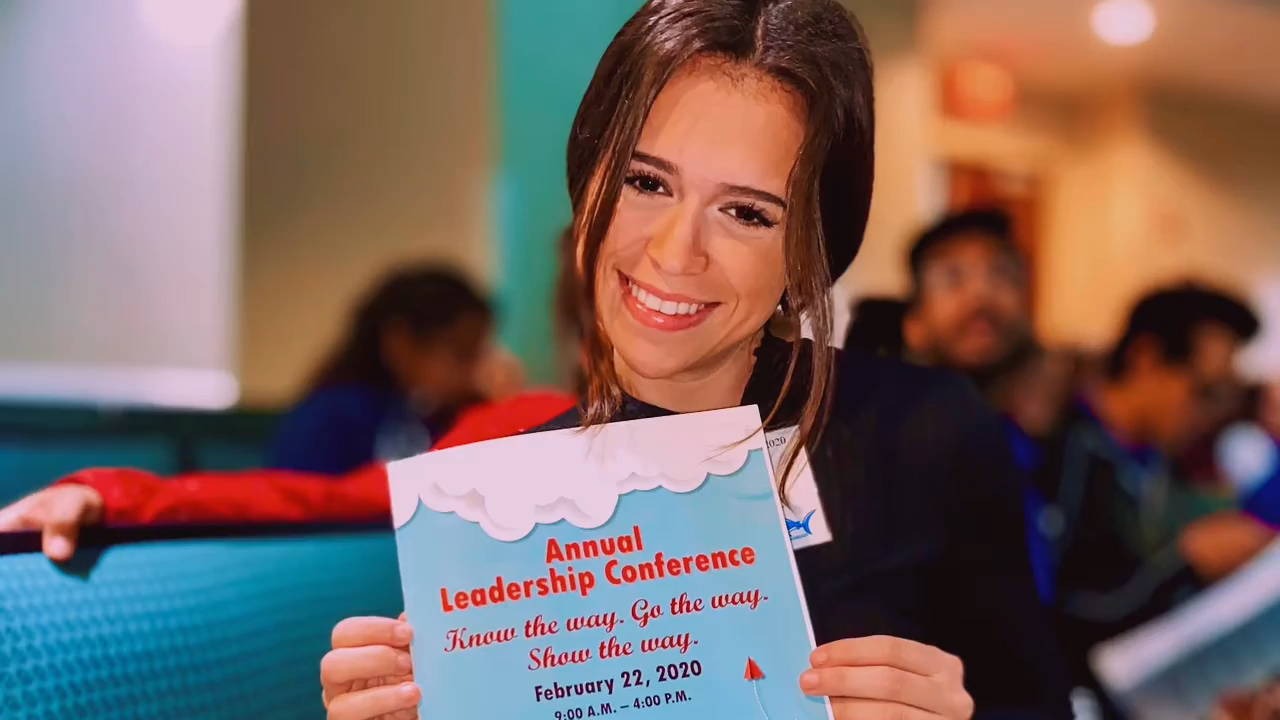 2020
Annual
Leadership Conference
Know the way. Go the way.
Show the way.
February 22, 2020
9:00 A.M. – 4:00 P.M.